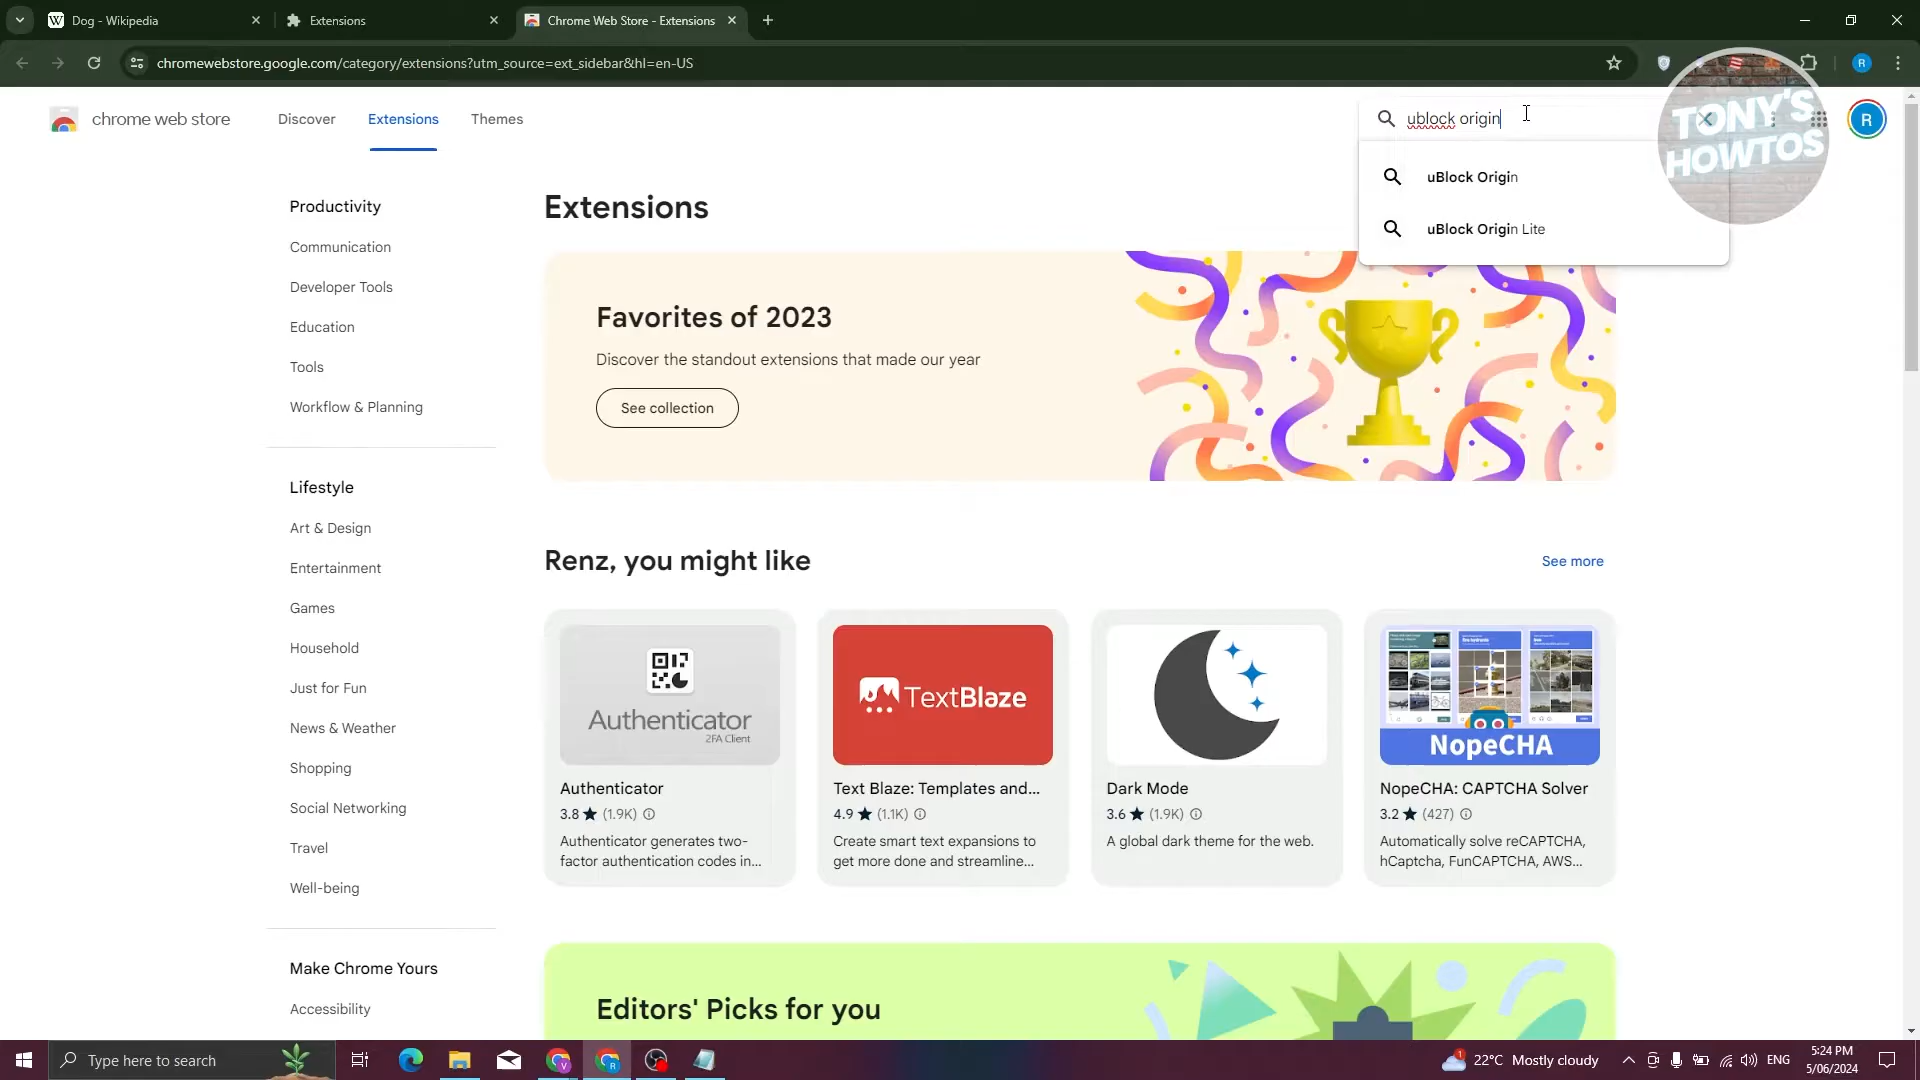 Dog - Wikipedia
Extensions
Chrome Web Store - Extensions
chromewebstore.google.com/category/extensions?utm_source=ext_sidebar&hl=en-US
R
chrome web store
Discover
Extensions
Themes
ublock origin
TONY'S
HOWTOS
R
uBlock Origin
uBlock Origin Lite
Productivity
Communication
Developer Tools
Education
Tools
Workflow & Planning
Lifestyle
Art & Design
Entertainment
Games
Household
Just for Fun
News & Weather
Shopping
Social Networking
Travel
Well-being
Make Chrome Yours
Accessibility
Extensions
Favorites of 2023
Discover the standout extensions that made our year
See collection
Renz, you might like
See more
Authenticator
2FA Client
Authenticator
3.8 (1.9K)
Authenticator generates two-
factor authentication codes in...
TextBlaze
Text Blaze: Templates and...
4.9 (1.1K)
Create smart text expansions to
get more done and streamline...
Dark Mode
3.6 (1.9K)
A global dark theme for the web.
NopeCHA
NopeCHA: CAPTCHA Solver
3.2 (427)
Automatically solve reCAPTCHA,
hCaptcha, FunCAPTCHA, AWS...
Editors' Picks for you
Type here to search
22°C Mostly cloudy
ENG
5:24 PM
5/06/2024